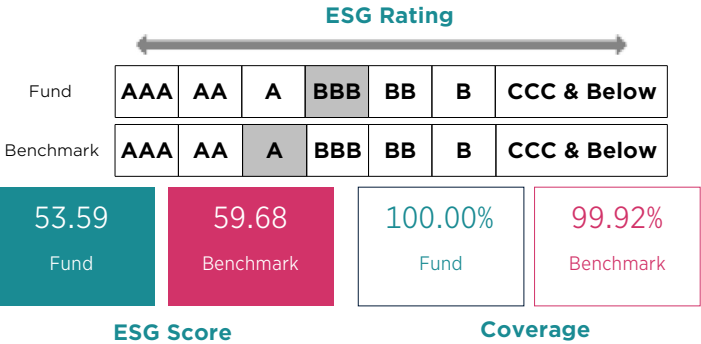 ESG Rating
Fund AAA AA A BBB BB B CCC & Below
Benchmark AAA AA A BBB BB B CCC & Below
53.59 59.68 100.00% 99.92%
Fund Benchmark Fund Benchmark
ESG Score Coverage